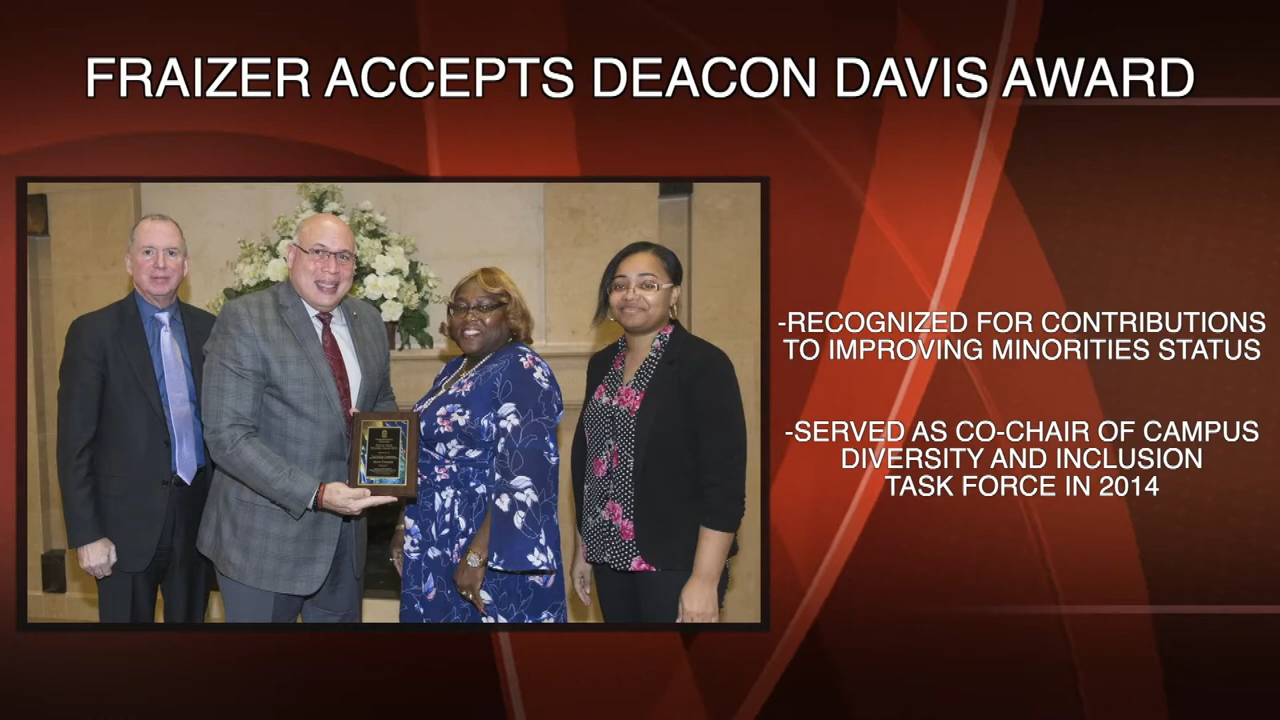 FRAIZER ACCEPTS DEACON DAVIS AWARD
-RECOGNIZED FOR CONTRIBUTIONS
TO IMPROVING MINORITIES STATUS
-SERVED AS CO-CHAIR OF CAMPUS
DIVERSITY AND INCLUSION
TASK FORCE IN 2014